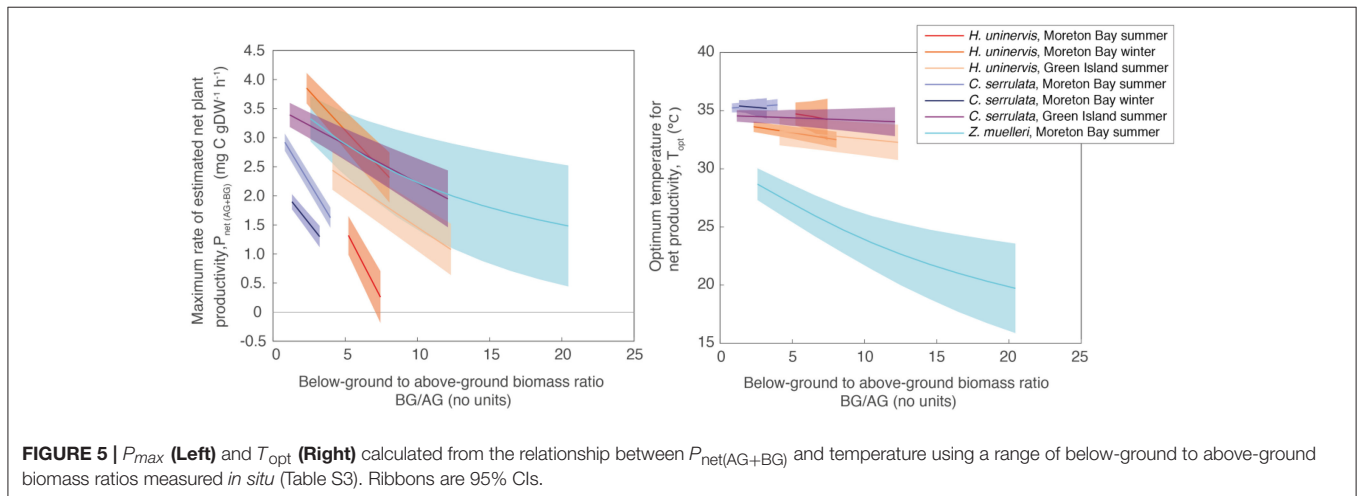 4.5
4.0
3.5
3.0
2.5
2.0
1.5
1.0
0.5.
0
-0.5
0
5
10
15
20
25
Maximum rate of estimated net plant
productivity,P net (AG+BG) (mg C gDW-1 h-1)
Below-ground to above-ground biomass ratio
BG/AG (no units)
40
35
30
25
20
15
0
5
10
15
20
25
Optimum temperature for
net productivity, Topt (°C)
Below-ground to above-ground biomass ratio
BG/AG (no units)
H. uninervis, Moreton Bay summer
H. uninervis, Moreton Bay winter
H. uninervis, Green Island summer
C. serrulata, Moreton Bay summer
C. serrulata, Moreton Bay winter
C. serrulata, Green Island summer
Z. muelleri, Moreton Bay summer
FIGURE 5 | Pmax (Left) and Topt (Right) calculated from the relationship between Pnet(AG+BG) and temperature using a range of below-ground to above-ground
biomass ratios measured in situ (Table S3). Ribbons are 95% CIs.